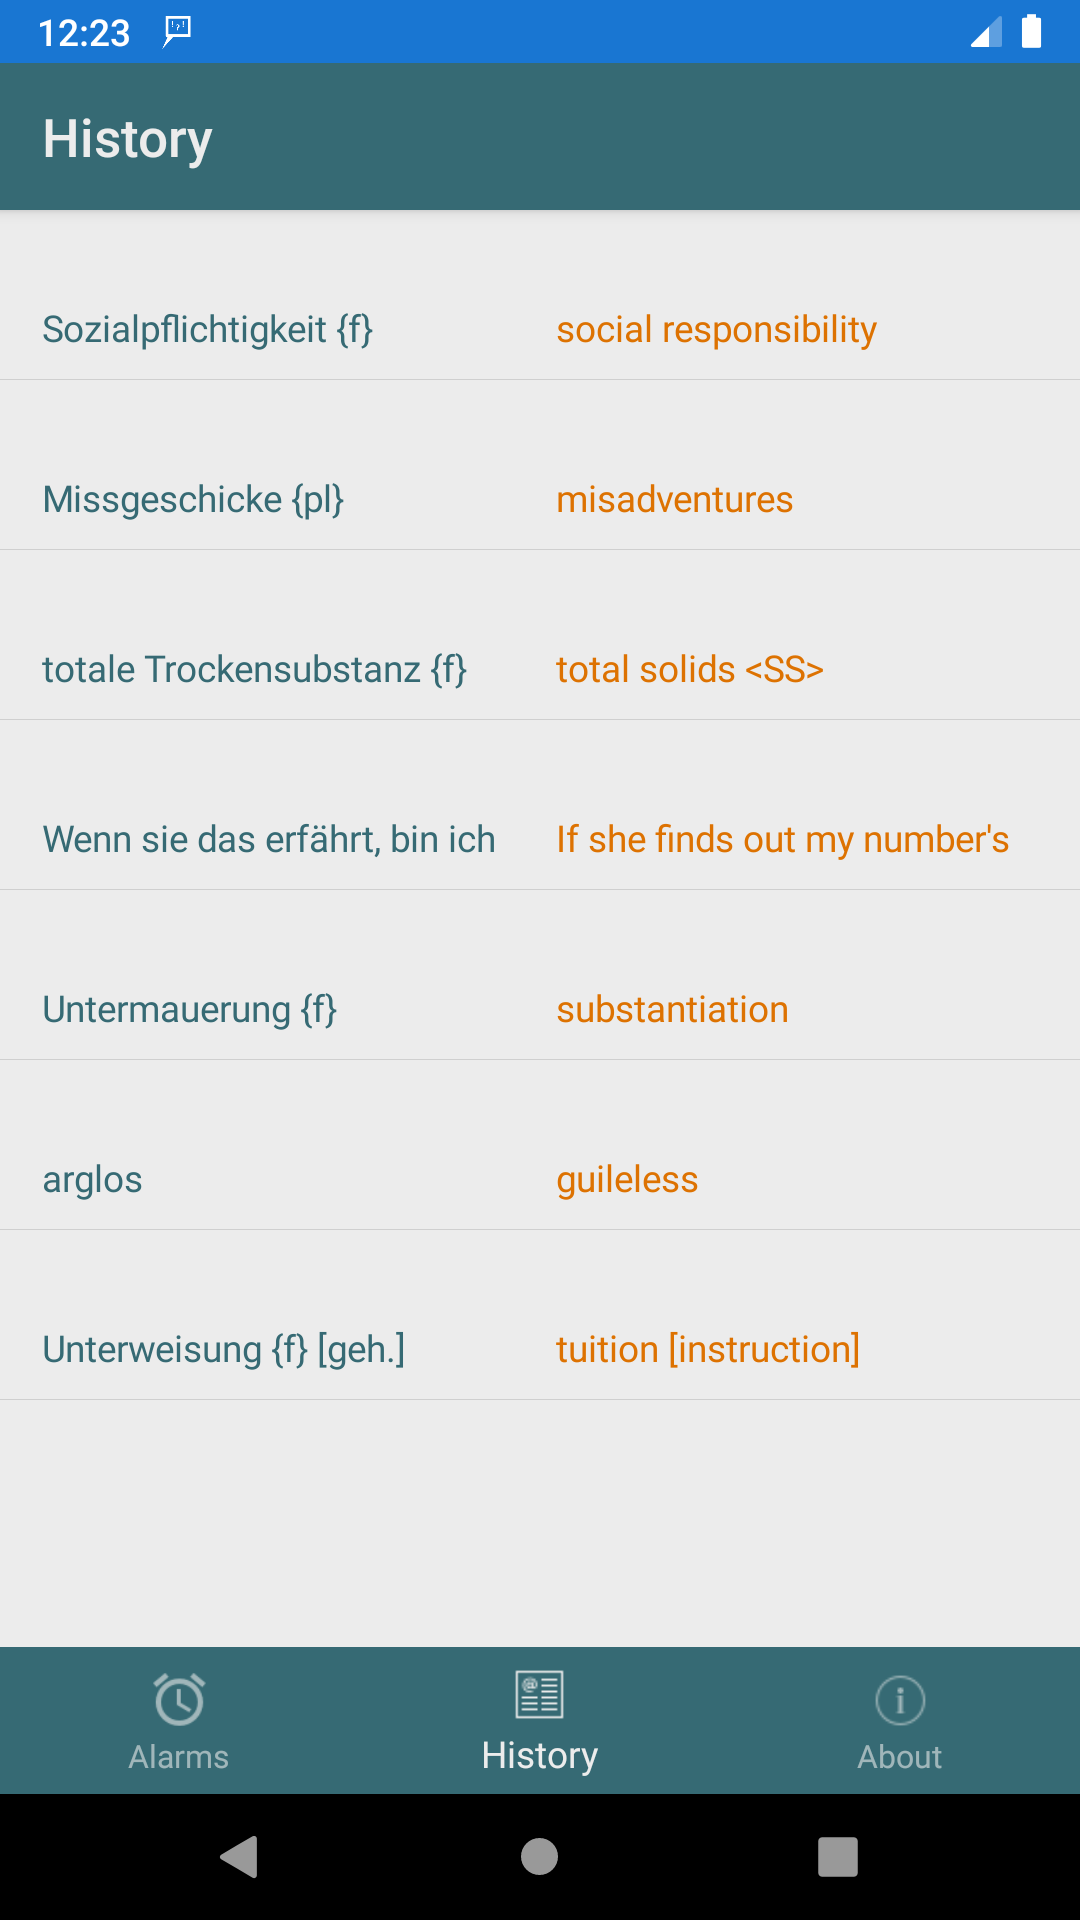 12:23
History
Sozialpflichtigkeit {f} social responsibility
Missgeschicke {pl} misadventures
totale Trockensubstanz {f} total solids <SS>
Wenn sie das erfährt, bin ich If she finds out my number's
Untermauerung {f} substantiation
arglos guileless
Unterweisung {f} [geh.] tuition [instruction]
Alarms History About